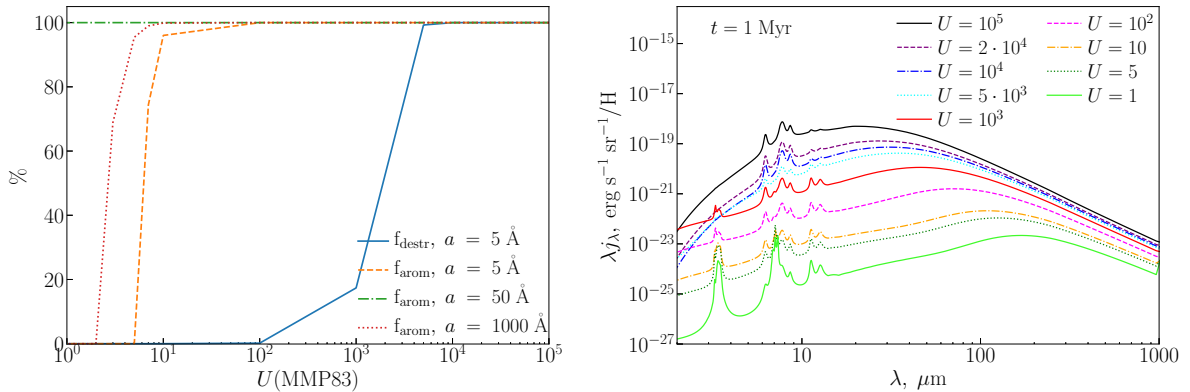 100
80
60
40
20
0
%
f_destr, a = 5 Å
f_arom, a = 5 Å
f_arom, a = 50 Å
f_arom, a = 1000 Å
10^0 10^1 10^2 10^3 10^4 10^5
U(MMP83)
t = 1 Myr
U = 10^5
U = 2 · 10^4
U = 10^4
U = 5 · 10^3
U = 10^3
U = 10^2
U = 10
U = 5
U = 1
10^−15
10^−17
10^−19
10^−21
10^−23
10^−25
10^−27
λj_λ, erg s^−1 sr^−1/H
10 100 1000
λ, μm